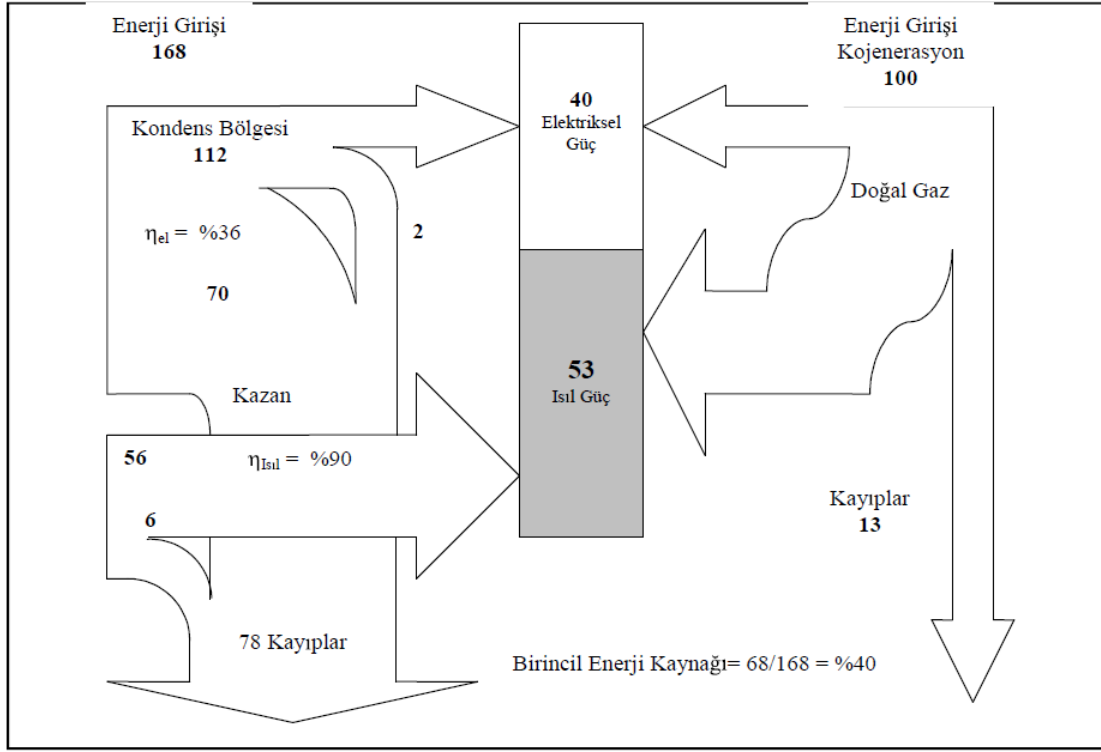 Enerji Girişi
168
Enerji Girişi
Kojenerasyon
100
40
Elektriksel
Güç
Kondens Bölgesi
112
Doğal Gaz
ηel = %36
2
70
53
Isıl Güç
Kazan
56
ηIsıl = %90
6
Kayıplar
13
78 Kayıplar
Birincil Enerji Kaynağı= 68/168 = %40